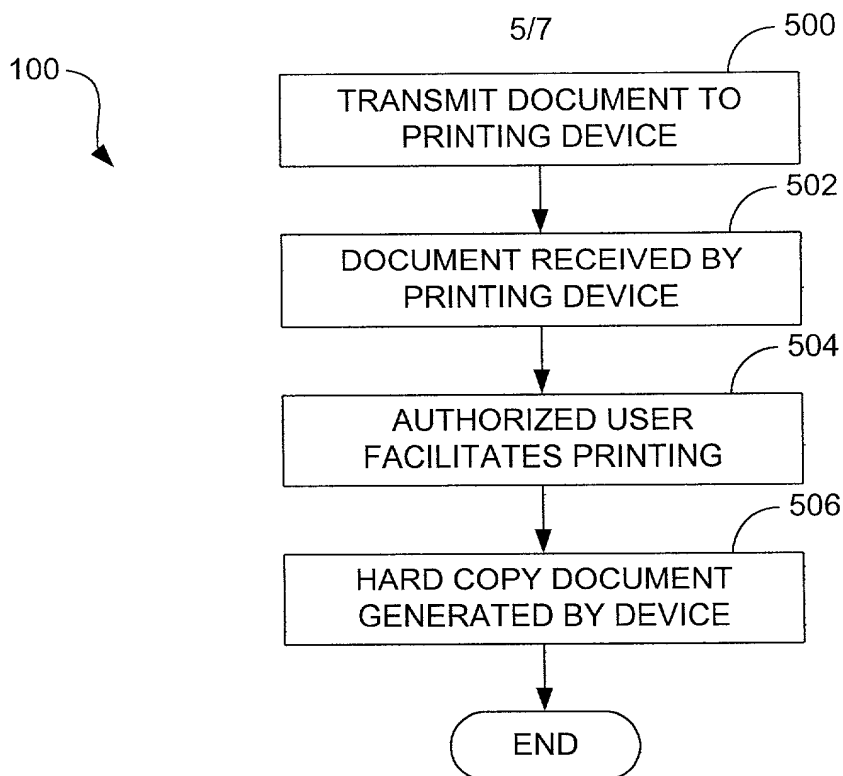 5/7
500
100
TRANSMIT DOCUMENT TO
PRINTING DEVICE
502
DOCUMENT RECEIVED BY
PRINTING DEVICE
504
AUTHORIZED USER
FACILITATES PRINTING
506
HARD COPY DOCUMENT
GENERATED BY DEVICE
END